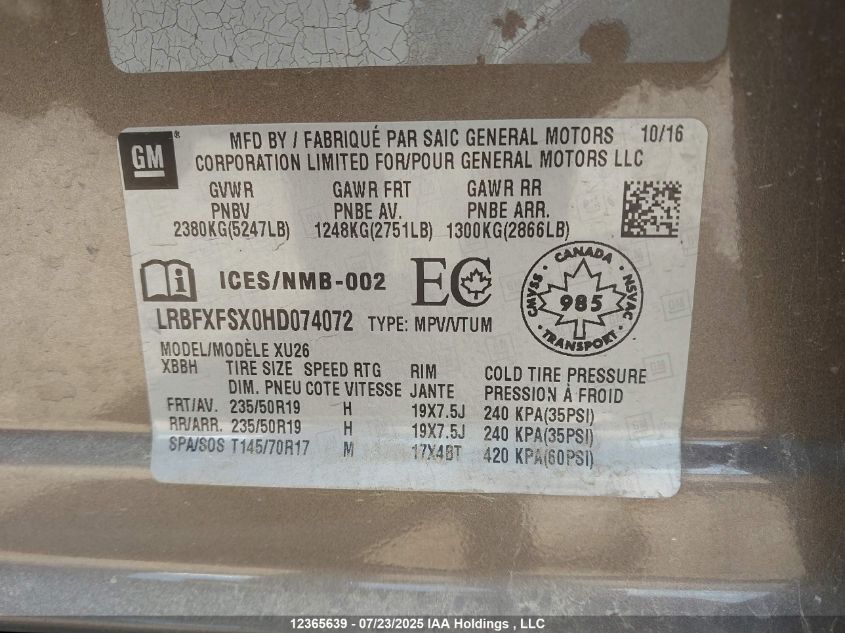 GM
MFD BY / FABRIQUÉ PAR SAIC GENERAL MOTORS 10/16
CORPORATION LIMITED FOR/POUR GENERAL MOTORS LLC
GVWR GAWR FRT GAWR RR
PNBV PNBE AV. PNBE ARR.
2380KG(5247LB) 1248KG(2751LB) 1300KG(2866LB)
ICES/NMB-002 EC
CANADA
CMVSS 985 NSVAC
TRANSPORT
LRBFXFSX0HD074072 TYPE: MPV/VTUM
MODEL/MODÈLE XU26
XBBH TIRE SIZE SPEED RTG RIM COLD TIRE PRESSURE
DIM. PNEU COTE VITESSE JANTE PRESSION À FROID
FRT/AV. 235/50R19 H 19X7.5J 240 KPA(35PSI)
RR/ARR. 235/50R19 H 19X7.5J 240 KPA(35PSI)
SPA/SOS T145/70R17 M 17X4BT 420 KPA(60PSI)
12365639 - 07/23/2025 IAA Holdings , LLC